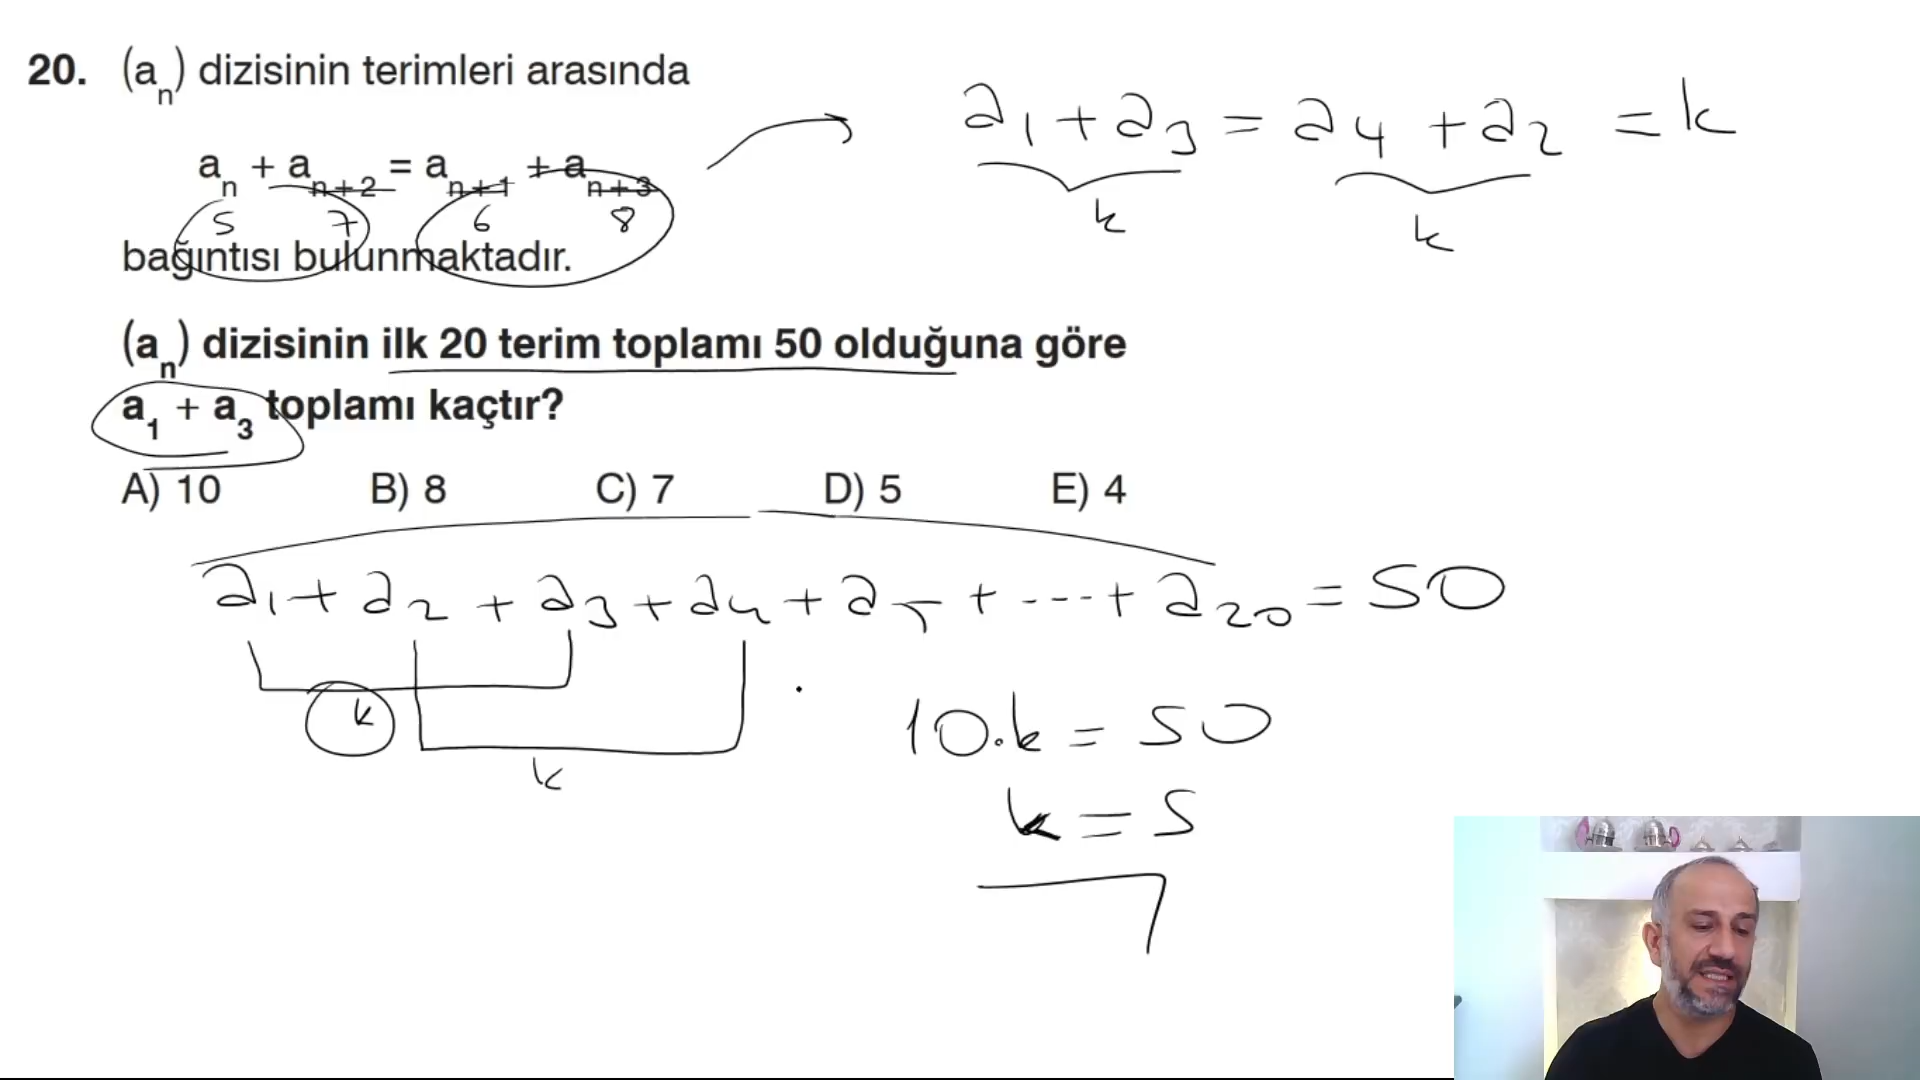 20. (aₙ) dizisinin terimleri arasında
aₙ + aₙ₊₂ = aₙ₊₁ + aₙ₊₃
5 7 6 8
bağıntısı bulunmaktadır.
a₁ + a₃ = a₄ + a₂ = k
k k
(aₙ) dizisinin ilk 20 terim toplamı 50 olduğuna göre
a₁ + a₃ toplamı kaçtır?
A) 10 B) 8 C) 7 D) 5 E) 4
a₁ + a₂ + a₃ + a₄ + a₅ + ---+ a₂₀ = 50
k
k
10.k = 50
k = 5